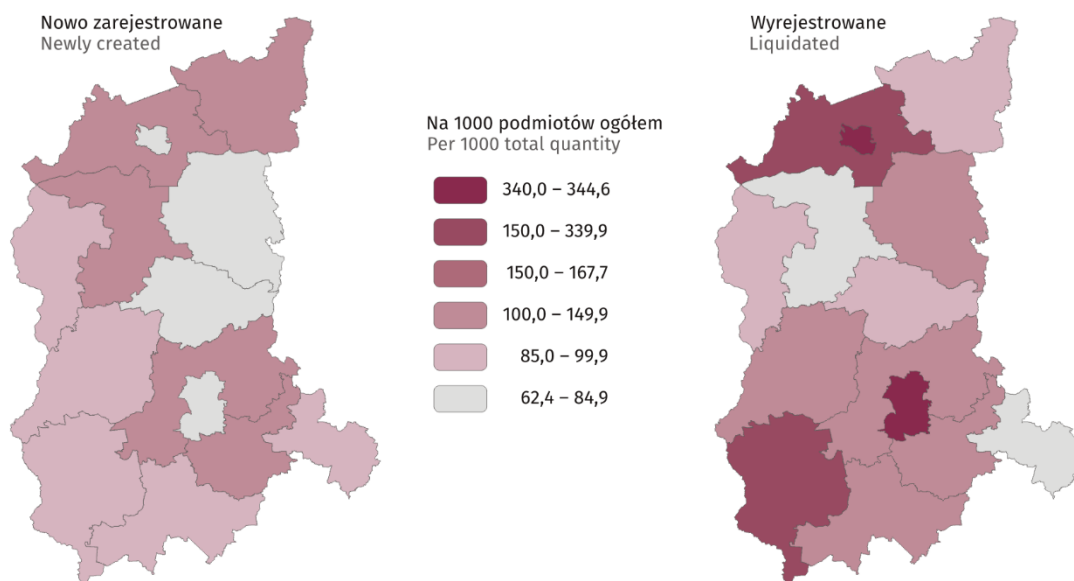 Nowo zarejestrowane
Newly created
Wyrejestrowane
Liquidated
Na 1000 podmiotów ogółem
Per 1000 total quantity
340,0 – 344,6
150,0 – 339,9
150,0 – 167,7
100,0 – 149,9
85,0 – 99,9
62,4 – 84,9